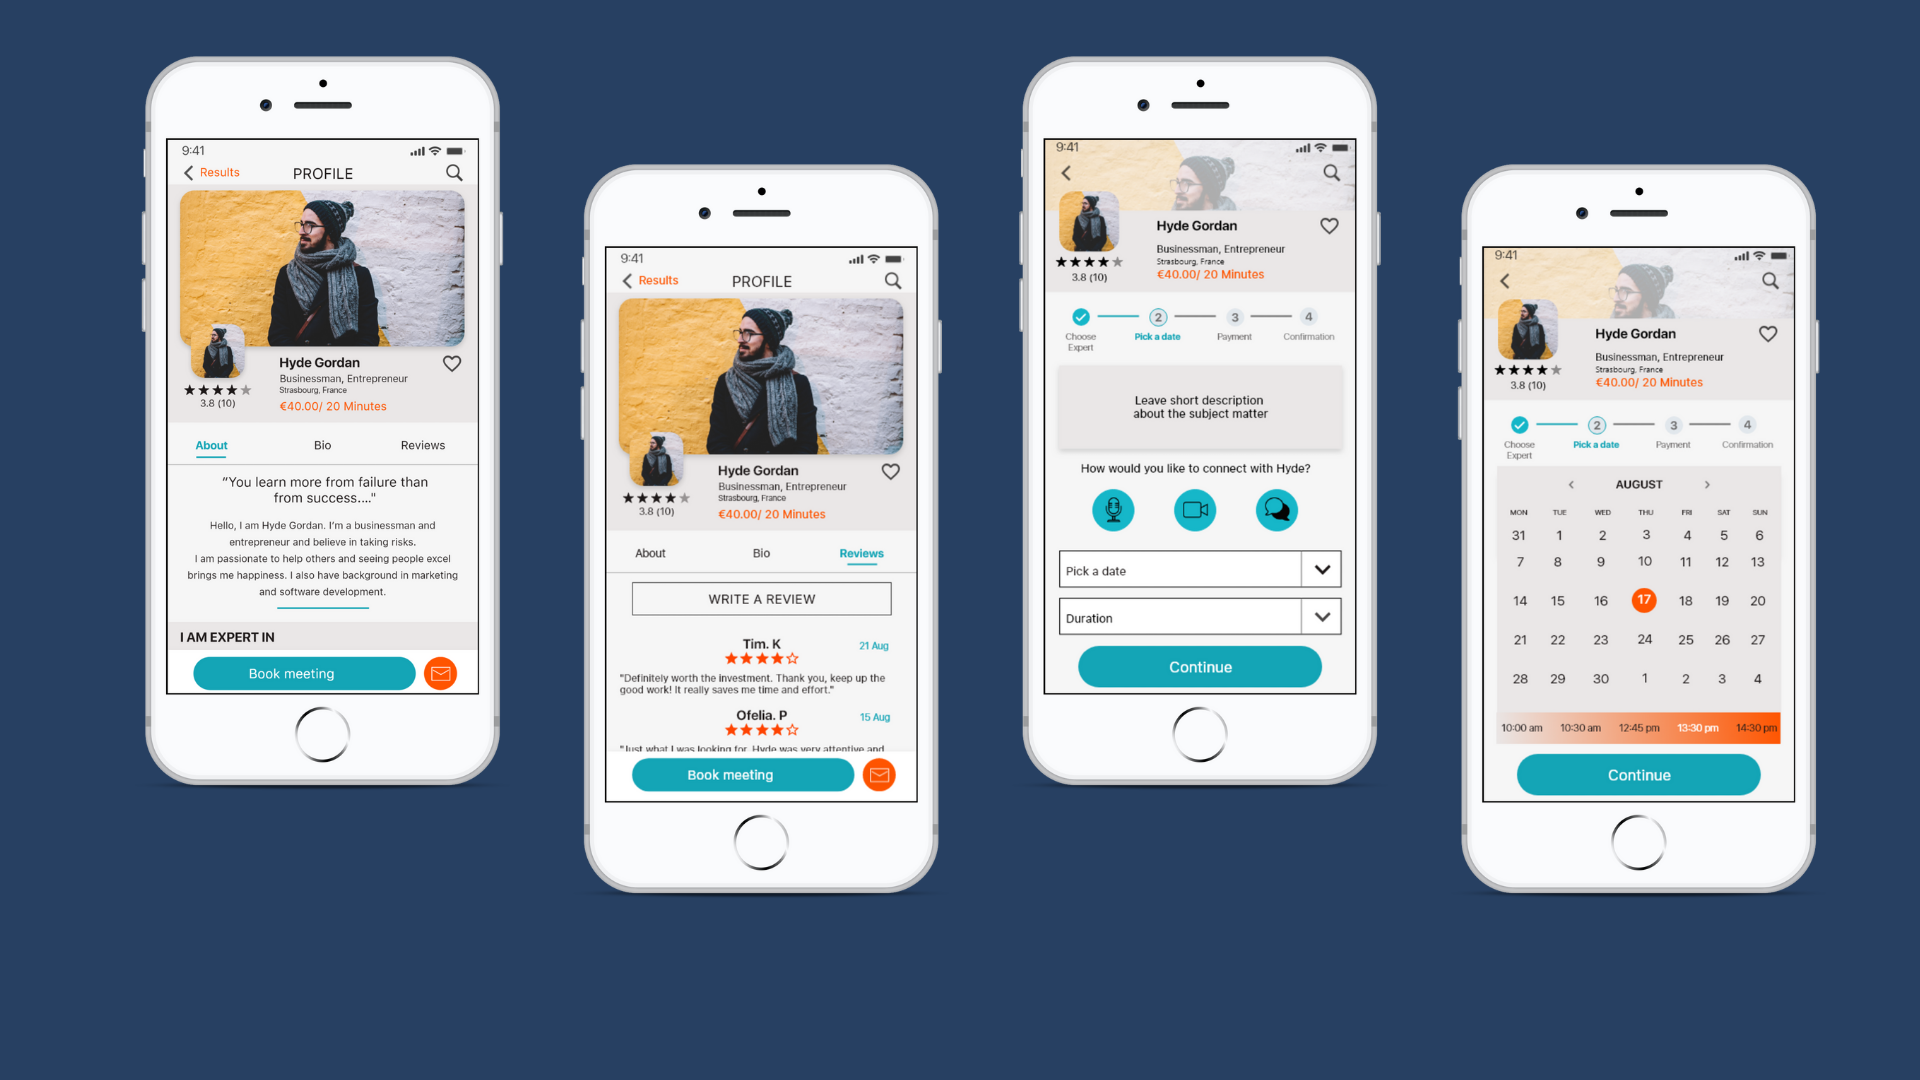 9:41
Results
PROFILE
Hyde Gordan
Businessman, Entrepreneur
Strasbourg, France
3.8 (10)
€40.00/ 20 Minutes
About
Bio
Reviews
“You learn more from failure than
from success...."
Hello, I am Hyde Gordan. I'm a businessman and
entrepreneur and believe in taking risks.
I am passionate to help others and seeing people excel
brings me happiness. I also have background in marketing
and software development.
I AM EXPERT IN
Book meeting
9:41
Results
PROFILE
Hyde Gordan
Businessman, Entrepreneur
Strasbourg, France
3.8 (10)
€40.00/ 20 Minutes
About
Bio
Reviews
WRITE A REVIEW
Tim. K
21 Aug
"Definitely worth the investment. Thank you, keep up the
good work! It really saves me time and effort."
Ofelia. P
15 Aug
"Just what I was looking for. Hyde was very attentive and
Book meeting
9:41
Hyde Gordan
Businessman, Entrepreneur
Strasbourg, France
€40.00/ 20 Minutes
3.8 (10)
2
3
4
Choose
Expert
Pick a date
Payment
Confirmation
Leave short description
about the subject matter
How would you like to connect with Hyde?
Pick a date
Duration
Continue
9:41
Hyde Gordan
Businessman, Entrepreneur
Strasbourg, France
€40.00/ 20 Minutes
3.8 (10)
2
3
4
Choose
Expert
Pick a date
Payment
Confirmation
AUGUST
MON TUE WED THU FRI SAT SUN
31 1 2 3 4 5 6
7 8 9 10 11 12 13
14 15 16 17 18 19 20
21 22 23 24 25 26 27
28 29 30 1 2 3 4
10:00 am 10:30 am 12:45 pm 13:30 pm 14:30 pm
Continue